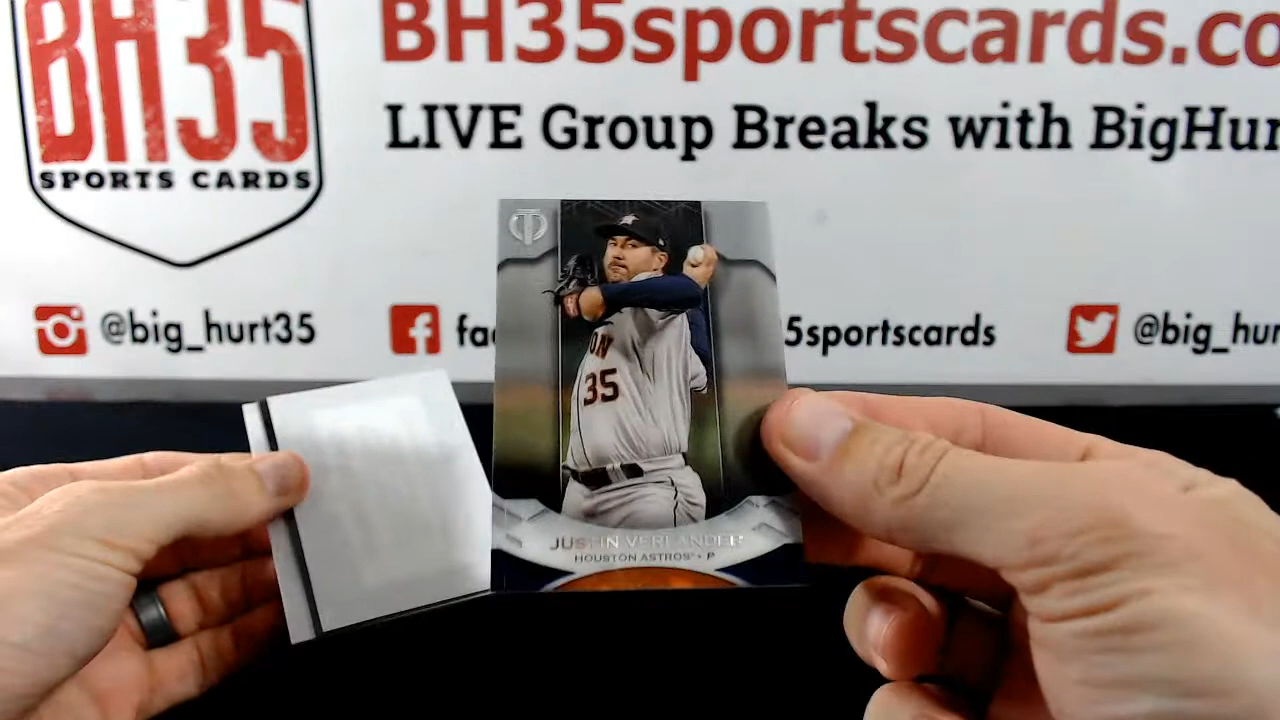 BH35
SPORTS CARDS
BH35sportscards.co
LIVE Group Breaks with BigHur
@big_hurt35
fa
5sportscards
@big_hur
ON
35
JUSTIN VERLANDER
HOUSTON ASTROS • P